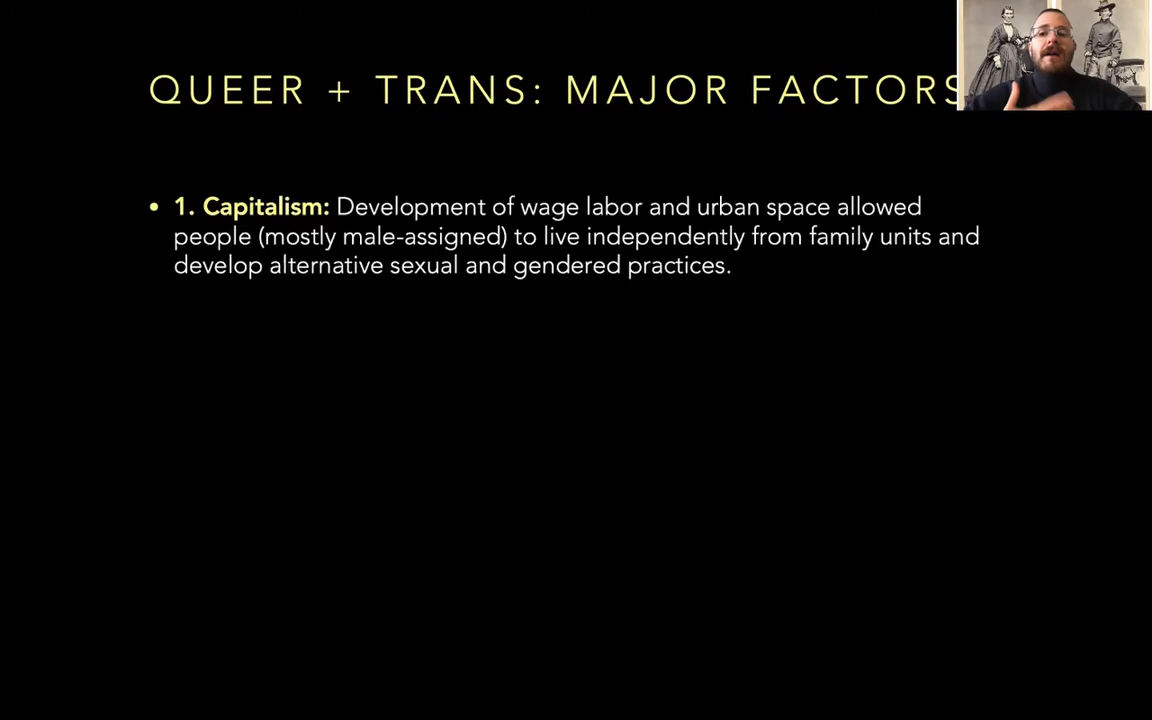 QUEER + TRANS: MAJOR FACTORS
• 1. Capitalism: Development of wage labor and urban space allowed
people (mostly male-assigned) to live independently from family units and
develop alternative sexual and gendered practices.